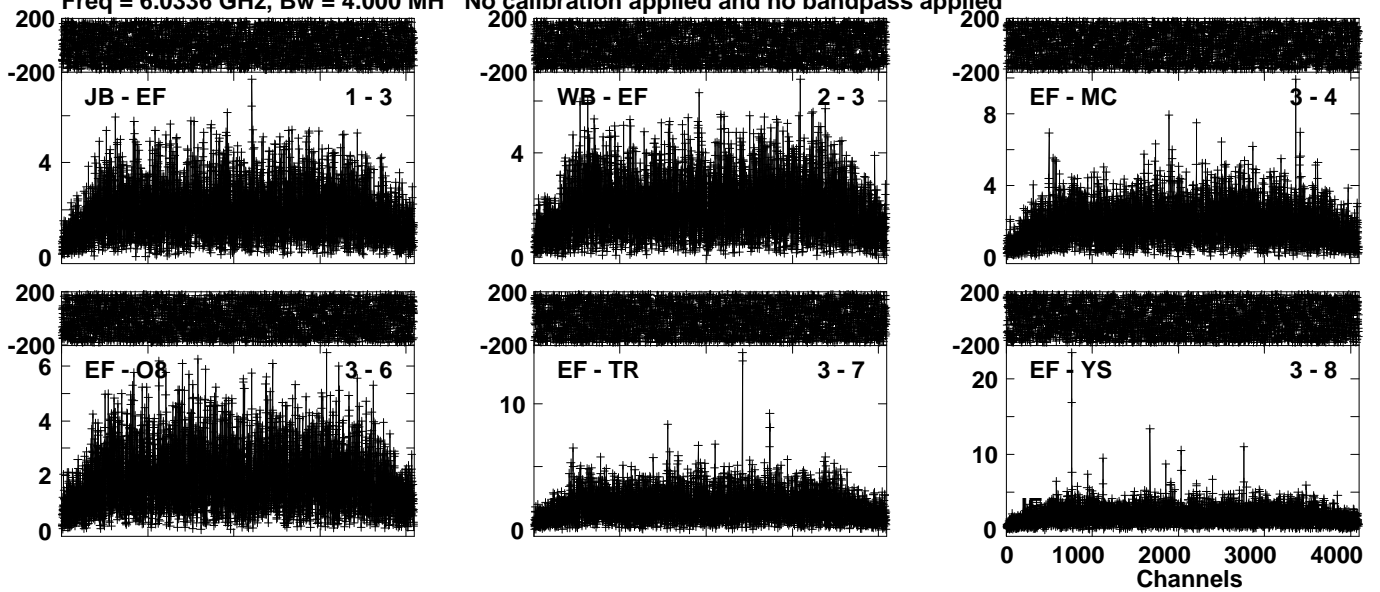 Freq = 6.0336 GHz, Bw = 4.000 MH No calibration applied and no bandpass applied
200 200 200
-200 -200 -200
JB - EF 1 - 3 WB - EF 2 - 3 EF - MC 3 - 4
8
4 4 4
0 0 0
200 200 200
-200 -200 -200
6 EF - O8 3 - 6 EF - TR 3 - 7 EF - YS 3 - 8
20
10
4
10
2
IF
0 0 0
0 1000 2000 3000 4000
Channels